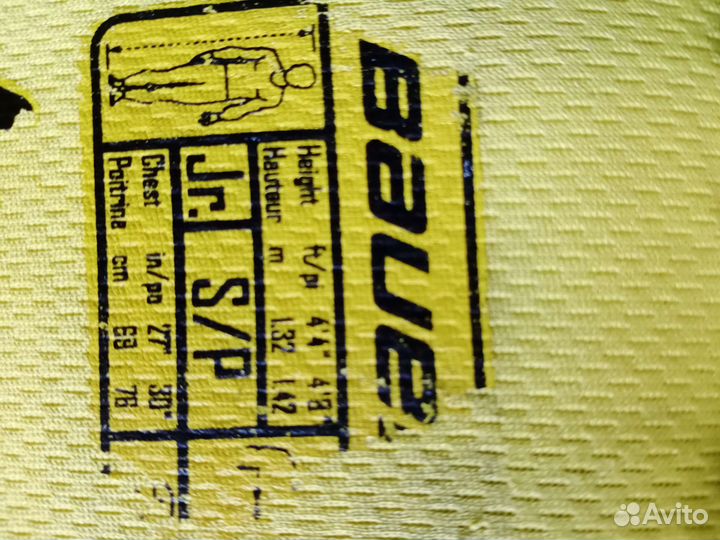 BAUE
Height ft/pi 4'4" 4'8"
Hauteur m 1.32 1.42
Jr. S/P
Chest in/po 27" 30"
Poitrine cm 69 76
Avito